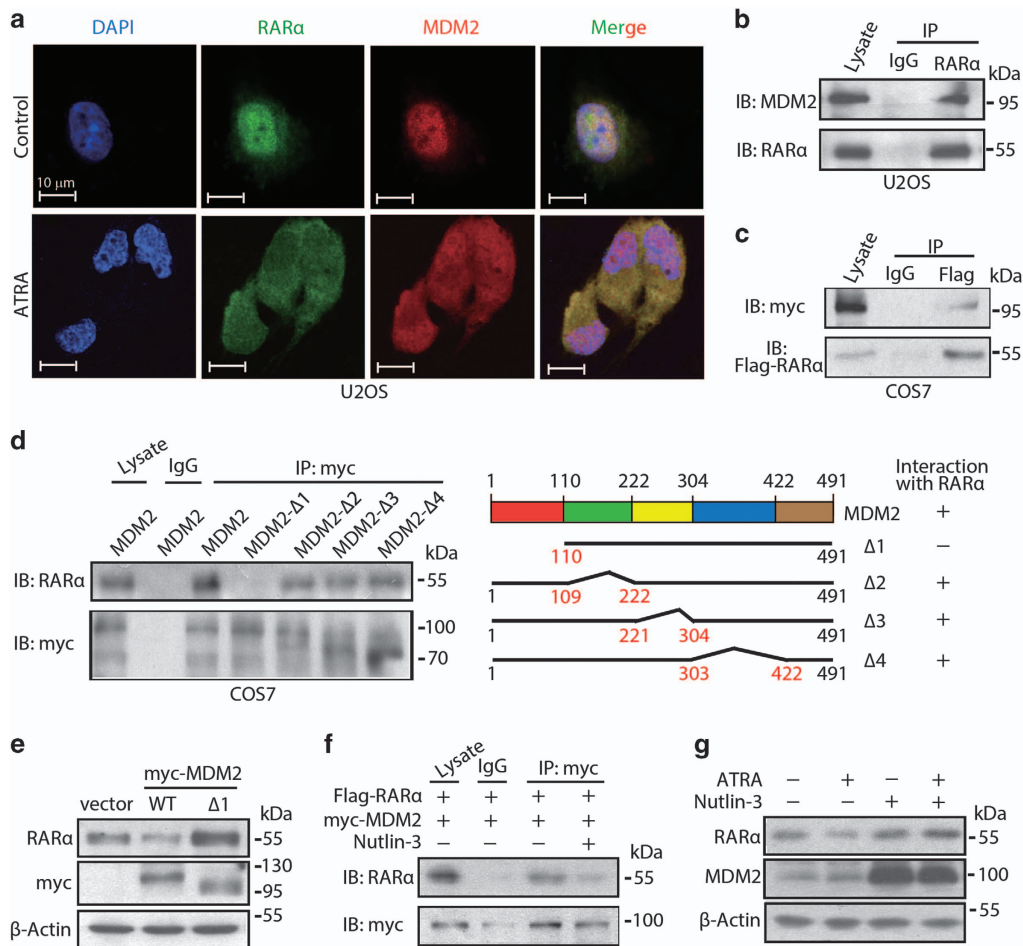 a
DAPI RARα MDM2 Merge
Control
10 μm
ATRA
U2OS
b
IP
Lysate IgG RARα
kDa
IB: MDM2 -95
IB: RARα -55
U2OS
c
IP
Lysate IgG Flag
kDa
IB: myc -95
IB:
Flag-RARα -55
COS7
d
Lysate IgG IP: myc
MDM2 MDM2 MDM2 MDM2-Δ1 MDM2-Δ2 MDM2-Δ3 MDM2-Δ4
kDa
IB: RARα -55
IB: myc -100
-70
COS7
Interaction
with RARα
1 110 222 304 422 491
MDM2 +
110 491 Δ1 −
1 109 222 491 Δ2 +
1 221 304 491 Δ3 +
1 303 422 491 Δ4 +
e
myc-MDM2
vector WT Δ1 kDa
RARα -55
myc -130
-95
-55
β-Actin
f
Lysate IgG IP: myc
Flag-RARα + + + +
myc-MDM2 + + + +
Nutlin-3 − − − +
kDa
IB: RARα -55
IB: myc -100
g
ATRA − + − +
Nutlin-3 − − + +
kDa
RARα -55
MDM2 -100
-55
β-Actin